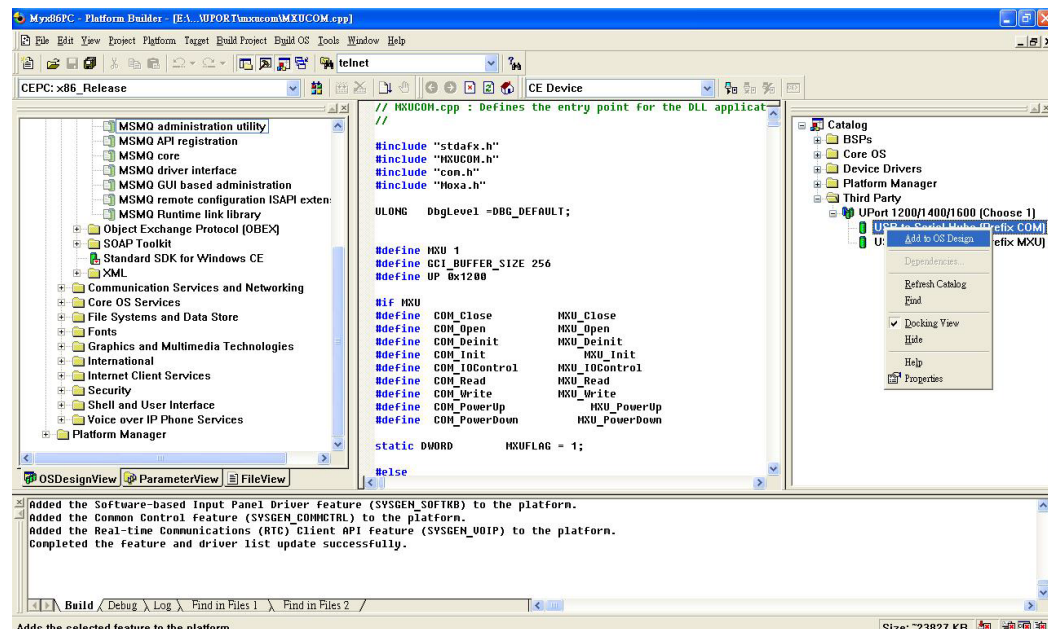 Myx86PC - Platform Builder - [E:\...\UPORT\mxucom\MXUCOM.cpp]
File Edit View Project Platform Target Build Project Build OS Tools Window Help
telnet
CEPC: x86_Release
CE Device
MSMQ administration utility
MSMQ API registration
MSMQ core
MSMQ driver interface
MSMQ GUI based administration
MSMQ remote configuration ISAPI exten
MSMQ Runtime link library
Object Exchange Protocol (OBEX)
SOAP Toolkit
Standard SDK for Windows CE
XML
Communication Services and Networking
Core OS Services
File Systems and Data Store
Fonts
Graphics and Multimedia Technologies
International
Internet Client Services
Security
Shell and User Interface
Voice over IP Phone Services
Platform Manager
OSDesignView ParameterView FileView
// MXUCOM.cpp : Defines the entry point for the DLL applicat
//
#include "stdafx.h"
#include "MXUCOM.h"
#include "com.h"
#include "Moxa.h"
ULONG DbgLevel =DBG_DEFAULT;
#define MXU 1
#define GCI_BUFFER_SIZE 256
#define UP 0x1200
#if MXU
#define COM_Close MXU_Close
#define COM_Open MXU_Open
#define COM_Deinit MXU_Deinit
#define COM_Init MXU_Init
#define COM_IOControl MXU_IOControl
#define COM_Read MXU_Read
#define COM_Write MXU_Write
#define COM_PowerUp MXU_PowerUp
#define COM_PowerDown MXU_PowerDown
static DWORD MXUFLAG = 1;
#else
Catalog
BSPs
Core OS
Device Drivers
Platform Manager
Third Party
UPort 1200/1400/1600 (Choose 1)
USB to Serial Hubs (Prefix COM)
US efix MXU)
Add to OS Design
Dependencies...
Refresh Catalog
Find
Docking View
Hide
Help
Properties
Added the Software-based Input Panel Driver feature (SYSGEN_SOFTKB) to the platform.
Added the Common Control feature (SYSGEN_COMMCTRL) to the platform.
Added the Real-time Communications (RTC) Client API feature (SYSGEN_VOIP) to the platform.
Completed the feature and driver list update successfully.
Build Debug Log Find in Files 1 Find in Files 2
Adds the selected feature to the platform
Size: ~23827 KB